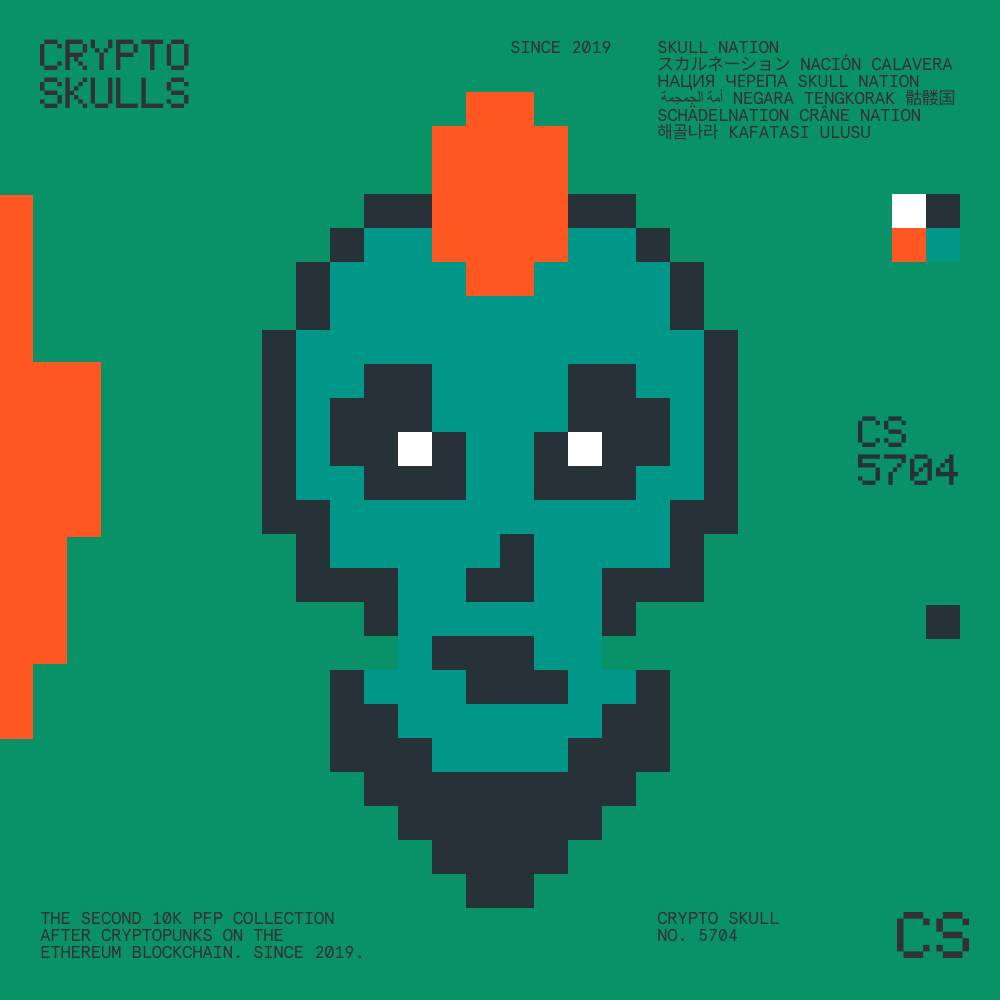 CRYPTO
SKULLS
SINCE 2019
SKULL NATION
スカルネーション NACIÓN CALAVERA
НАЦИЯ ЧЕРЕПА SKULL NATION
أمة الجمجمة NEGARA TENGKORAK 骷髅国
SCHÄDELNATION CRÂNE NATION
해골나라 KAFATASI ULUSU
CS
5704
THE SECOND 10K PFP COLLECTION
AFTER CRYPTOPUNKS ON THE
ETHEREUM BLOCKCHAIN. SINCE 2019.
CRYPTO SKULL
NO. 5704
CS